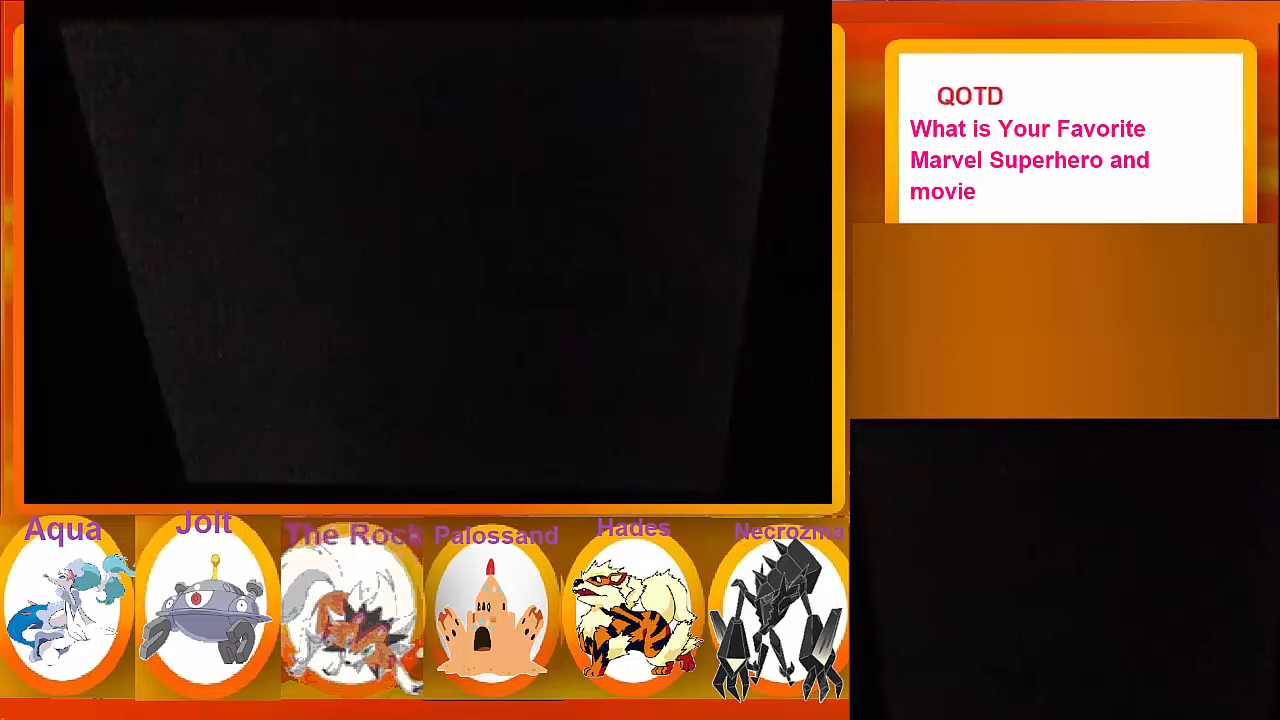 QOTD
What is Your Favorite
Marvel Superhero and
movie
Aqua
Jolt
The Rock
Palossand
Hades
Necrozma